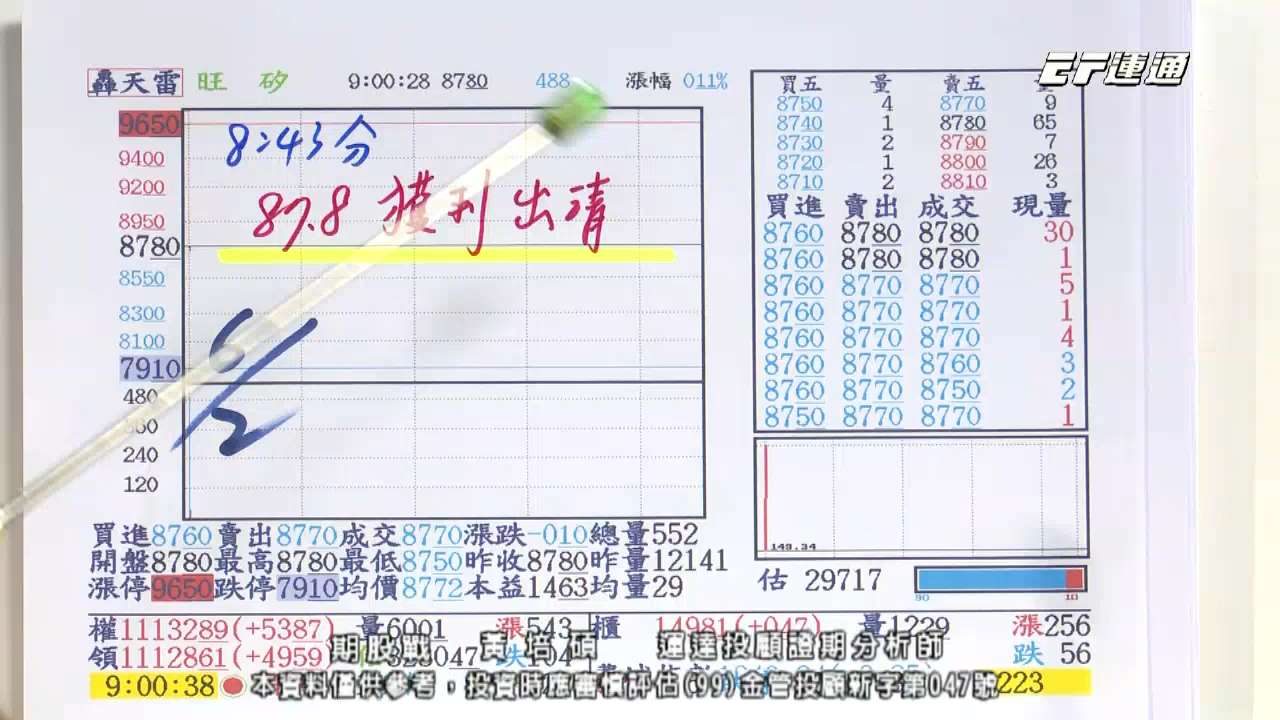 轟天雷 旺 矽 9:00:28 8780 488 漲幅 011%
CF運通
9650
9400
9200
8950
8780
8550
8300
8100
7910
480
240
120
8:43分
87.8 獲利出清
6/2
買五 量 賣五
8750 4 8770 9
8740 1 8780 65
8730 2 8790 7
8720 1 8800 26
8710 2 8810 3
買進 賣出 成交 現量
8760 8780 8780 30
8760 8780 8780 1
8760 8770 8770 5
8760 8770 8770 1
8760 8770 8770 4
8760 8770 8760 3
8760 8770 8750 2
8750 8770 8770 1
149.34
估 29717
90 10
買進8760賣出8770成交8770漲跌-010總量552
開盤8780最高8780最低8750昨收8780昨量12141
漲停9650跌停7910均價8772本益1463均量29
權1113289(+5387) 量6001 漲543 櫃 14981(+047) 量1229 漲256
領1112861(+4959) 跌104 跌 56
期股戰 黃培碩 運達投顧證期分析師
9:00:38 223
本資料僅供參考，投資時應審慎評估(99)金管投顧新字第047號